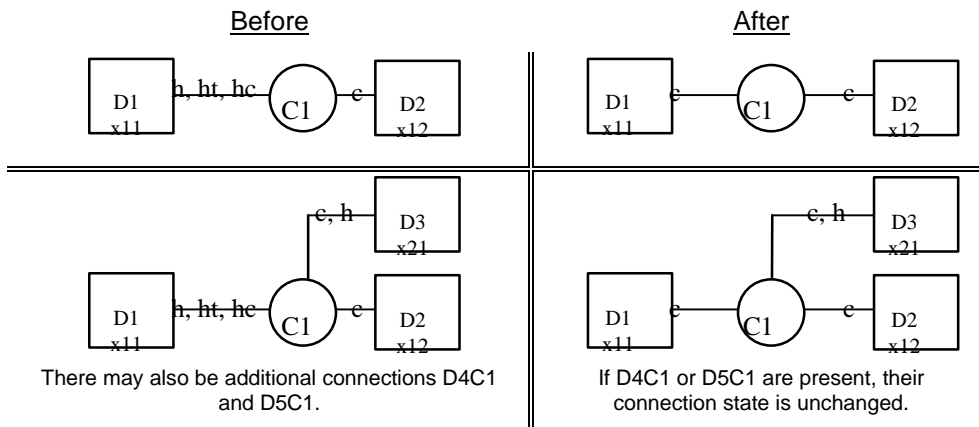 Before
After
D1
x11
h, ht, hc
C1
c
D2
x12
D1
x11
c
C1
c
D2
x12
c, h
D3
x21
D1
x11
h, ht, hc
C1
c
D2
x12
There may also be additional connections D4C1
and D5C1.
c, h
D3
x21
D1
x11
c
C1
c
D2
x12
If D4C1 or D5C1 are present, their
connection state is unchanged.